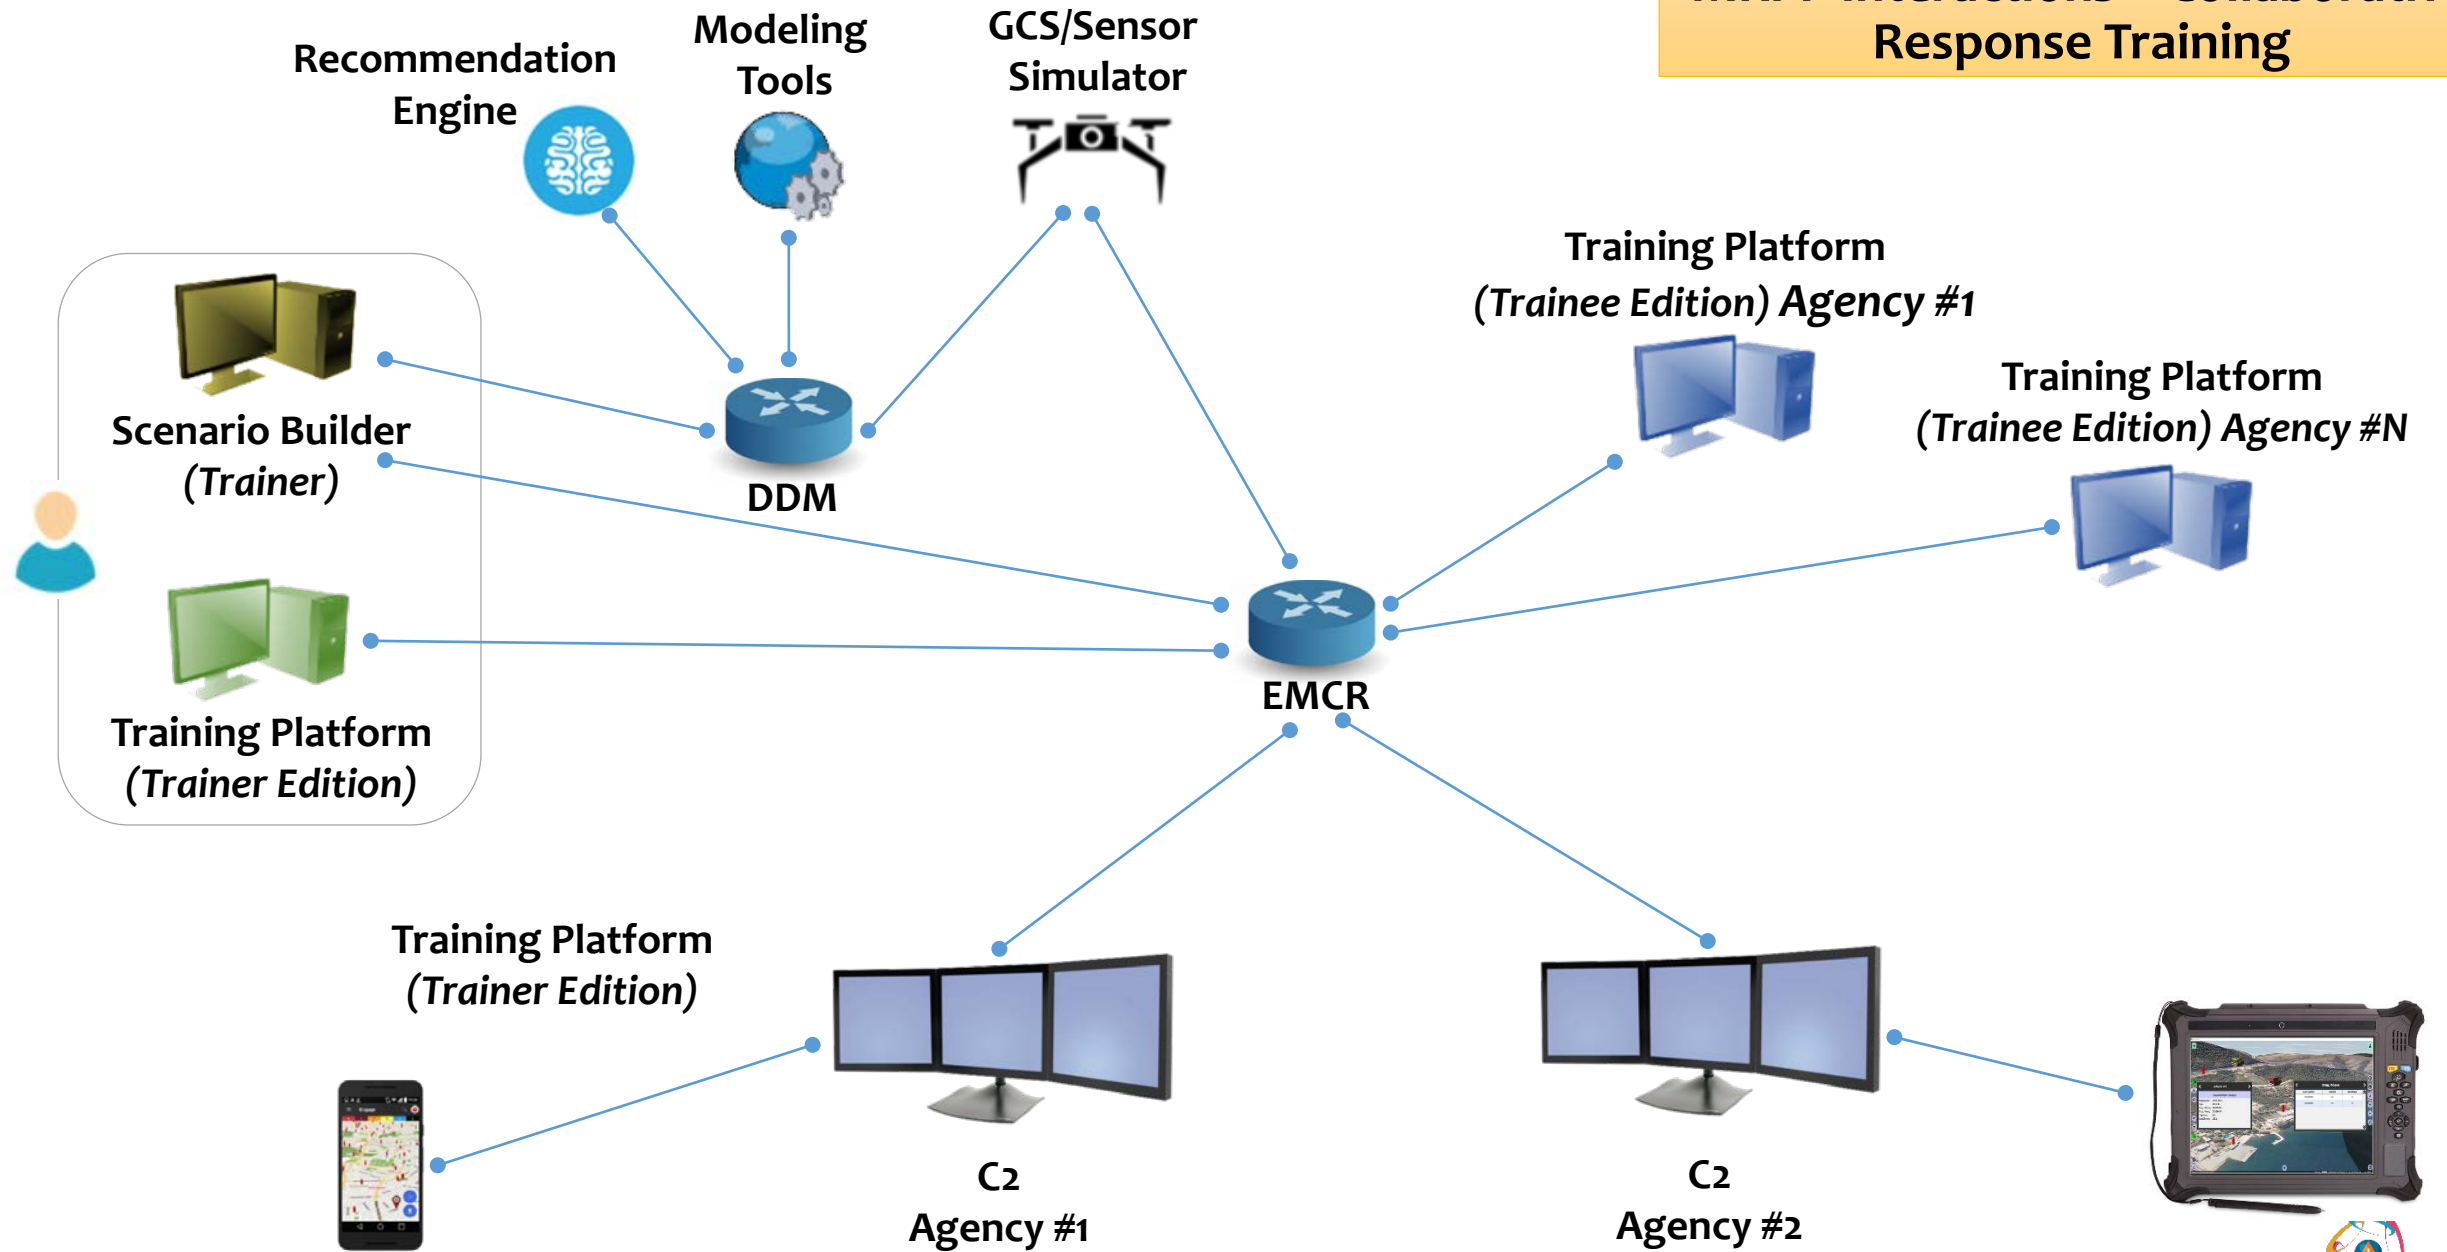 Response Training
Recommendation
Engine
Modeling
Tools
GCS/Sensor
Simulator
Training Platform
(Trainee Edition) Agency #1
Training Platform
(Trainee Edition) Agency #N
Scenario Builder
(Trainer)
DDM
EMCR
Training Platform
(Trainer Edition)
Training Platform
(Trainer Edition)
C2
Agency #1
C2
Agency #2